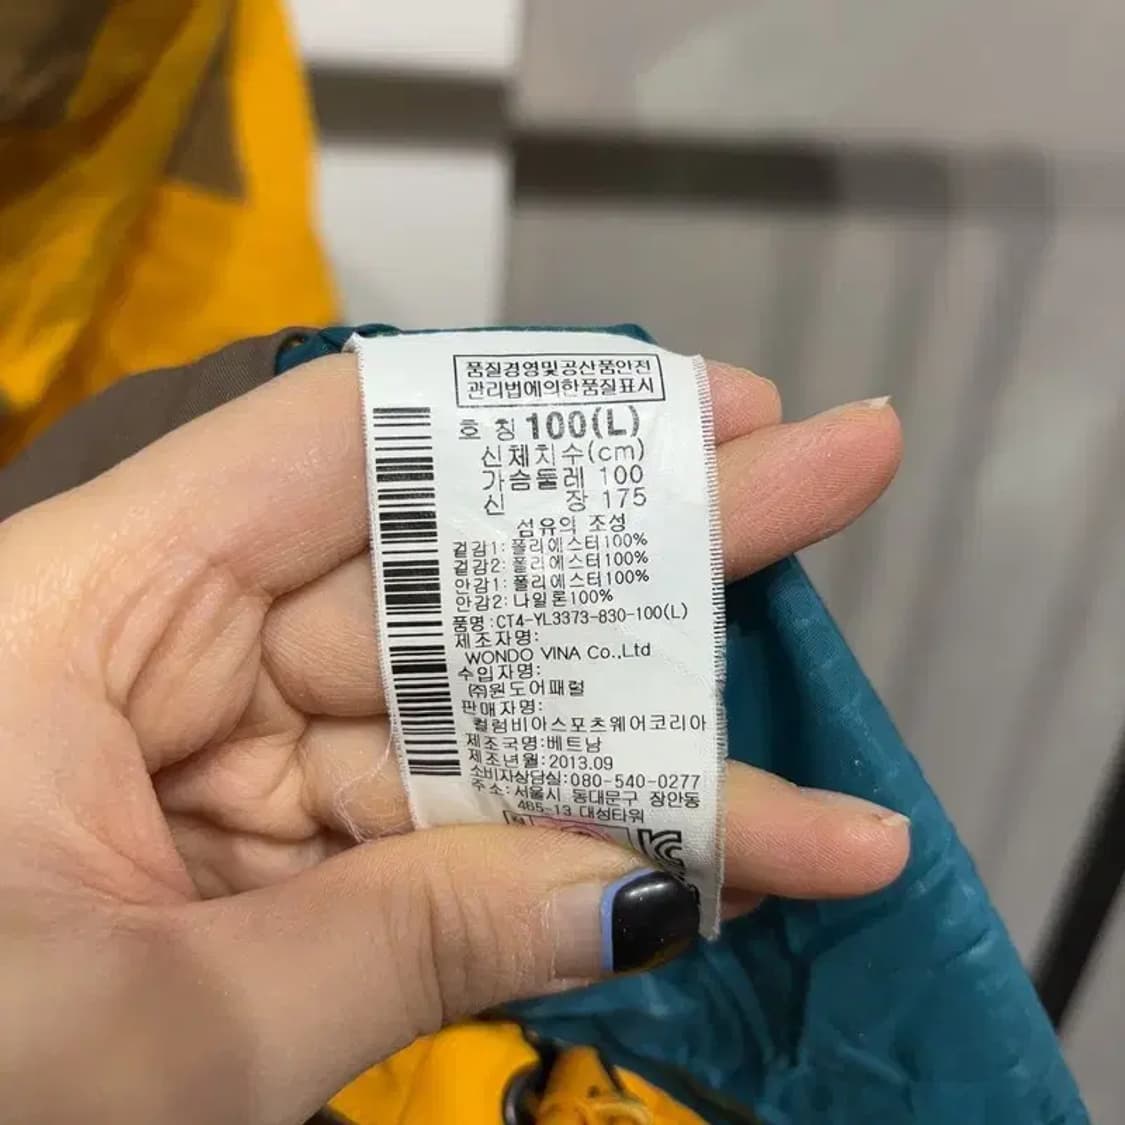 품질경영및공산품안전
관리법에의한품질표시
호 칭 100(L)
신체치수(cm)
가슴둘레 100
신 장 175
섬유의 조성
겉감1: 폴리에스터100%
겉감2: 폴리에스터100%
안감1: 폴리에스터100%
안감2: 나일론100%
품명:CT4-YL3373-830-100(L)
제조자명:
WONDO VINA Co.,Ltd
수입자명:
㈜원도어패럴
판매자명:
컬럼비아스포츠웨어코리아
제조국명:베트남
제조년월:2013.09
소비자상담실:080-540-0277
주소:서울시 동대문구 장안동
465-13 대성타워